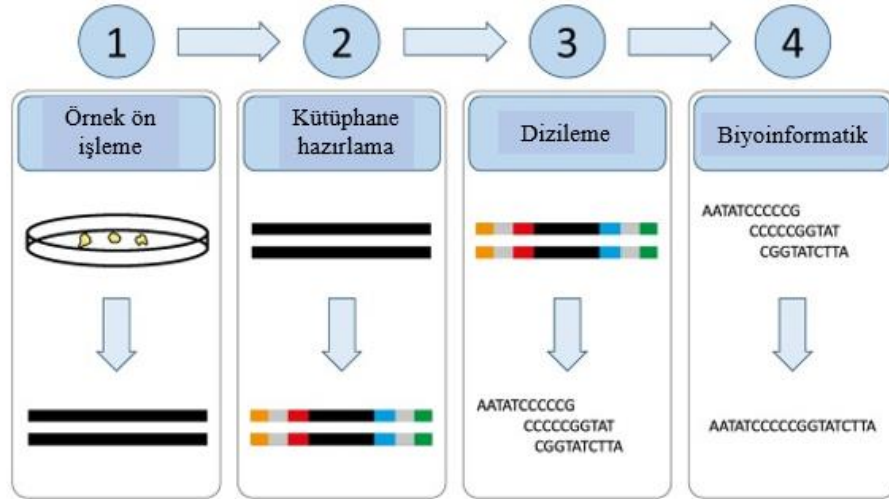 1
2
3
4
Örnek ön
işleme
Kütüphane
hazırlama
Dizileme
Biyoinformatik
AATATCCCCCG
CCCCCGGTAT
CGGTATCTTA
AATATCCCCCG
CCCCCGGTAT
CGGTATCTTA
AATATCCCCCGGTATCTTA